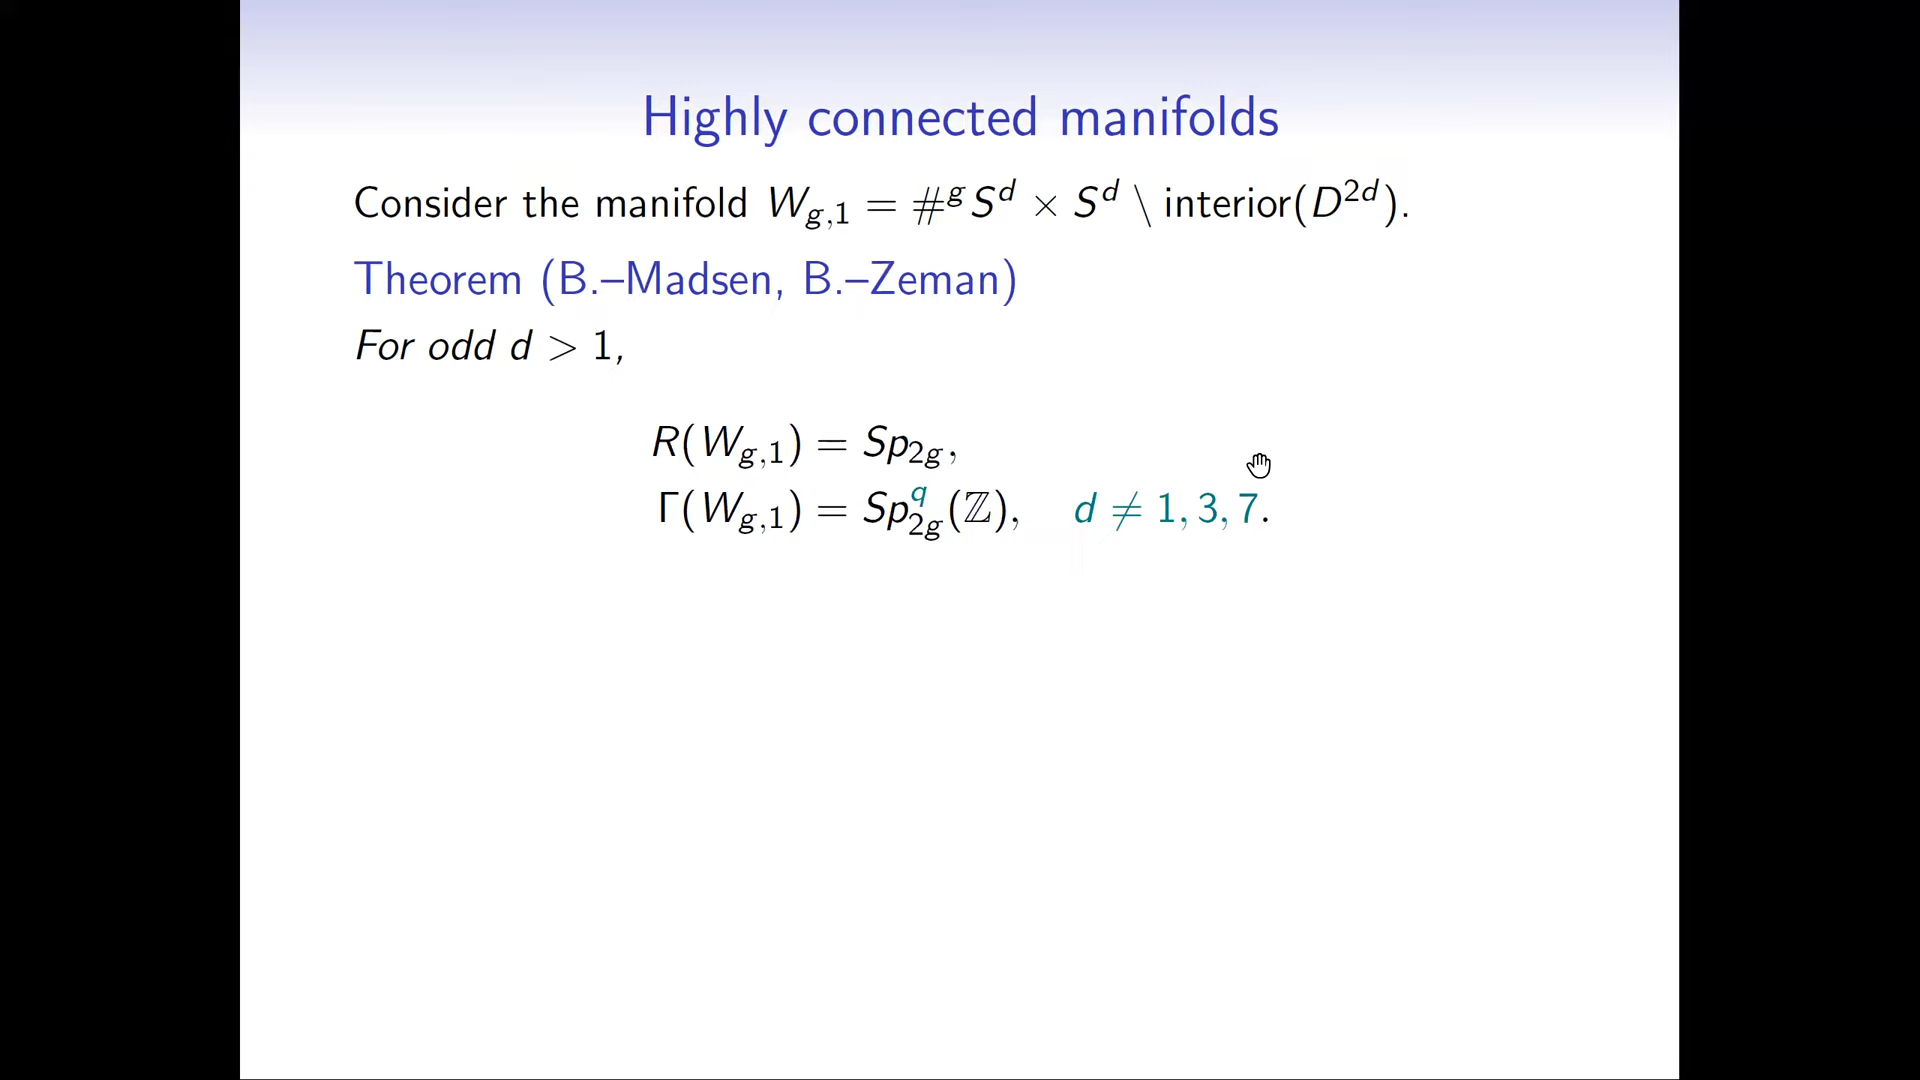 Highly connected manifolds
Consider the manifold W_{g,1} = #^g S^d × S^d \ interior(D^{2d}).
Theorem (B.–Madsen, B.–Zeman)
For odd d > 1,
R(W_{g,1}) = Sp_{2g},
Γ(W_{g,1}) = Sp^q_{2g}(ℤ), d ≠ 1, 3, 7.